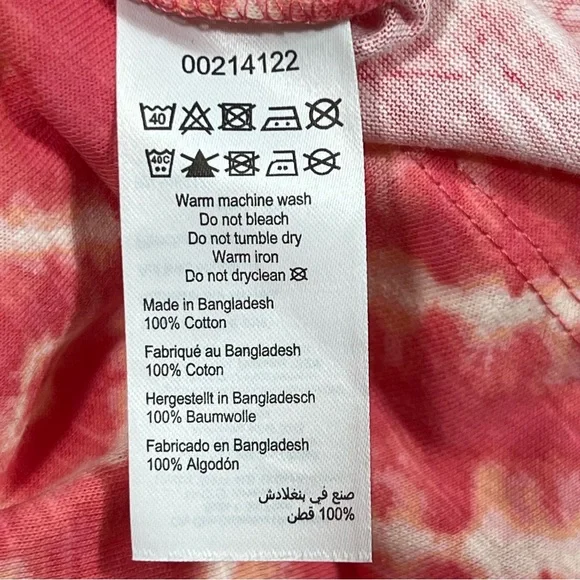 00214122
40
40C
Warm machine wash
Do not bleach
Do not tumble dry
Warm iron
Do not dryclean
Made in Bangladesh
100% Cotton
Fabriqué au Bangladesh
100% Coton
Hergestellt in Bangladesch
100% Baumwolle
Fabricado en Bangladesh
100% Algodón
صنع في بنغلادش
100% قطن